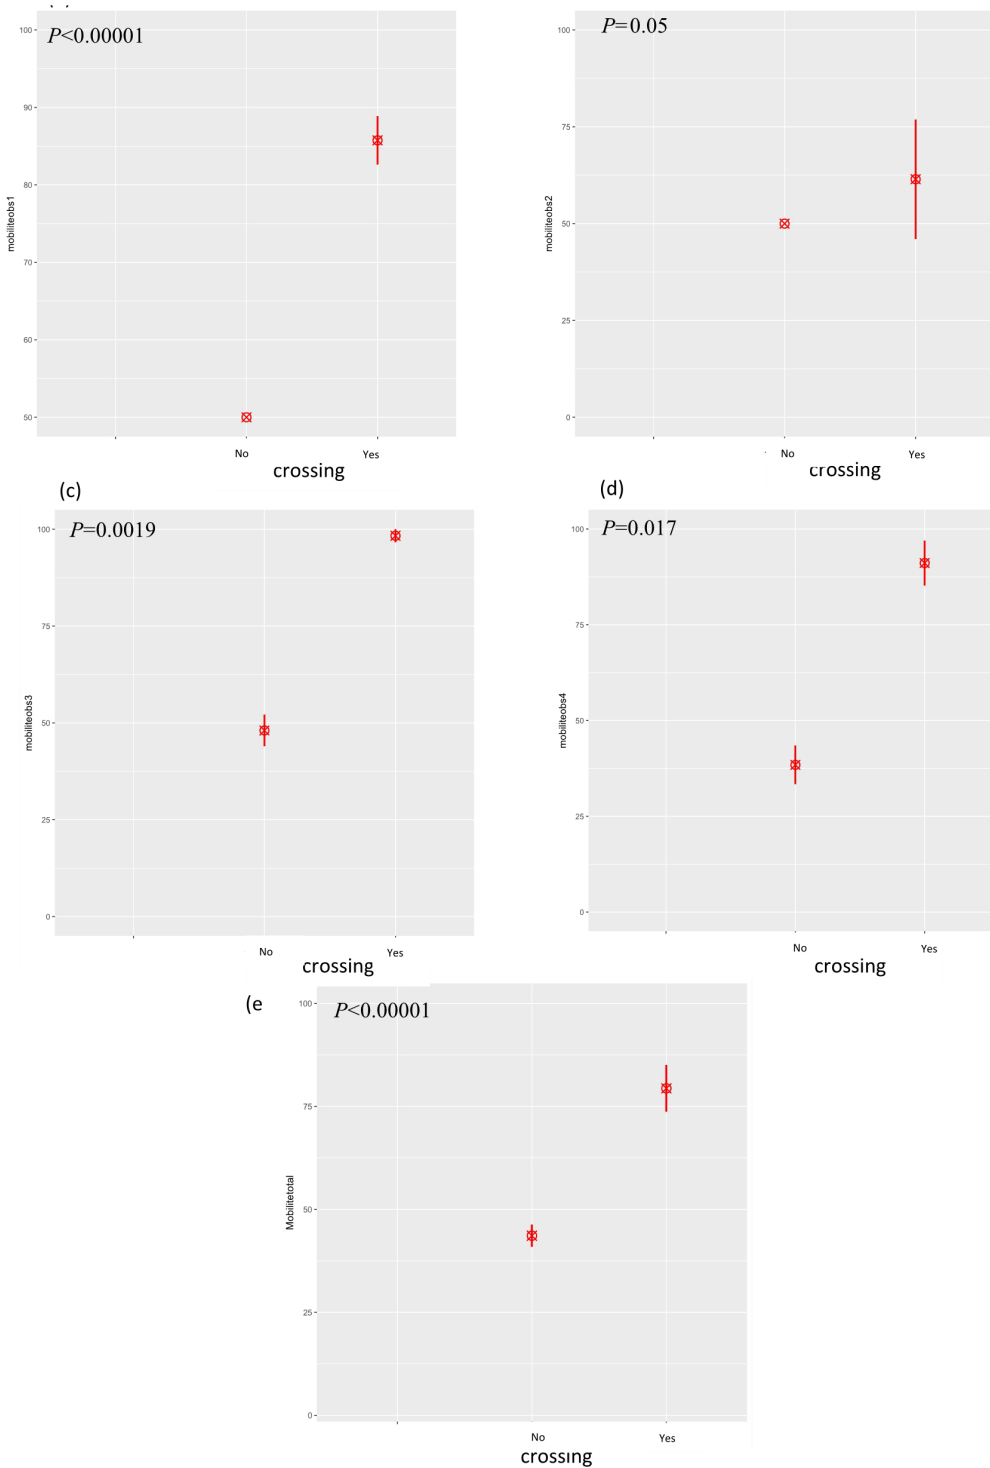 P<0.00001
100
90
80
70
60
50
mobiliteobs1
No Yes
crossing
P=0.05
100
75
50
25
0
mobiliteobs2
No Yes
crossing
(c)
P=0.0019
100
75
50
25
0
mobiliteobs3
No Yes
crossing
(d)
P=0.017
100
75
50
25
0
mobiliteobs4
No Yes
crossing
(e
P<0.00001
100
75
50
25
0
Mobilitetotal
No Yes
crossing